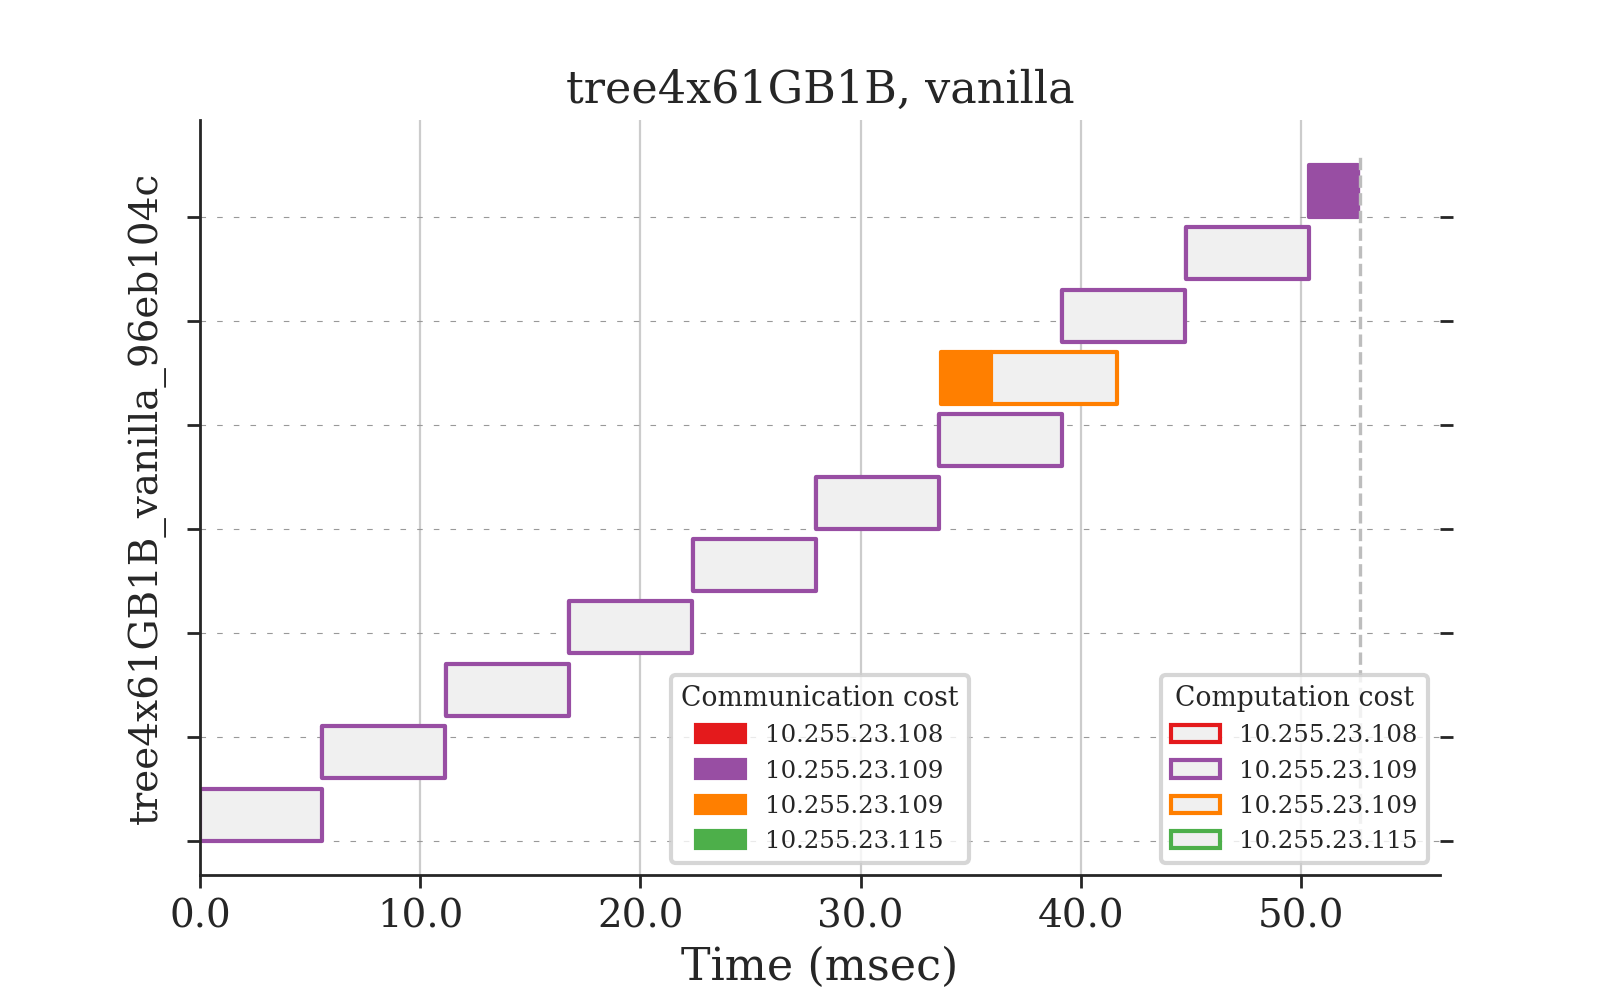 tree4x61GB1B, vanilla
tree4x61GB1B_vanilla_96eb104c
Communication cost
10.255.23.108
10.255.23.109
10.255.23.109
10.255.23.115
Computation cost
10.255.23.108
10.255.23.109
10.255.23.109
10.255.23.115
0.0 10.0 20.0 30.0 40.0 50.0
Time (msec)